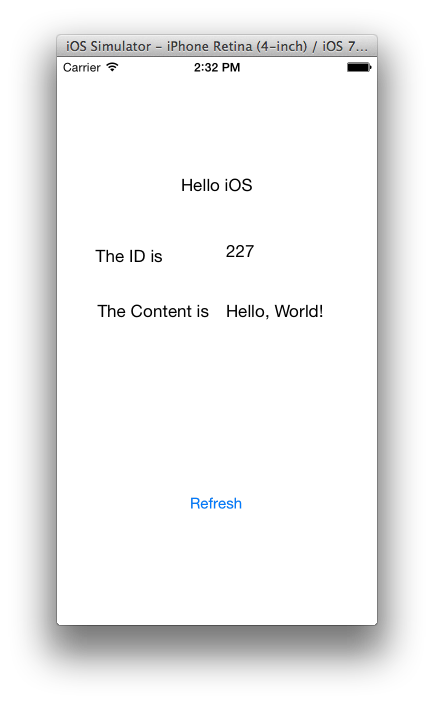 iOS Simulator - iPhone Retina (4-inch) / iOS 7...
Carrier 2:32 PM
Hello iOS
The ID is 227
The Content is Hello, World!
Refresh